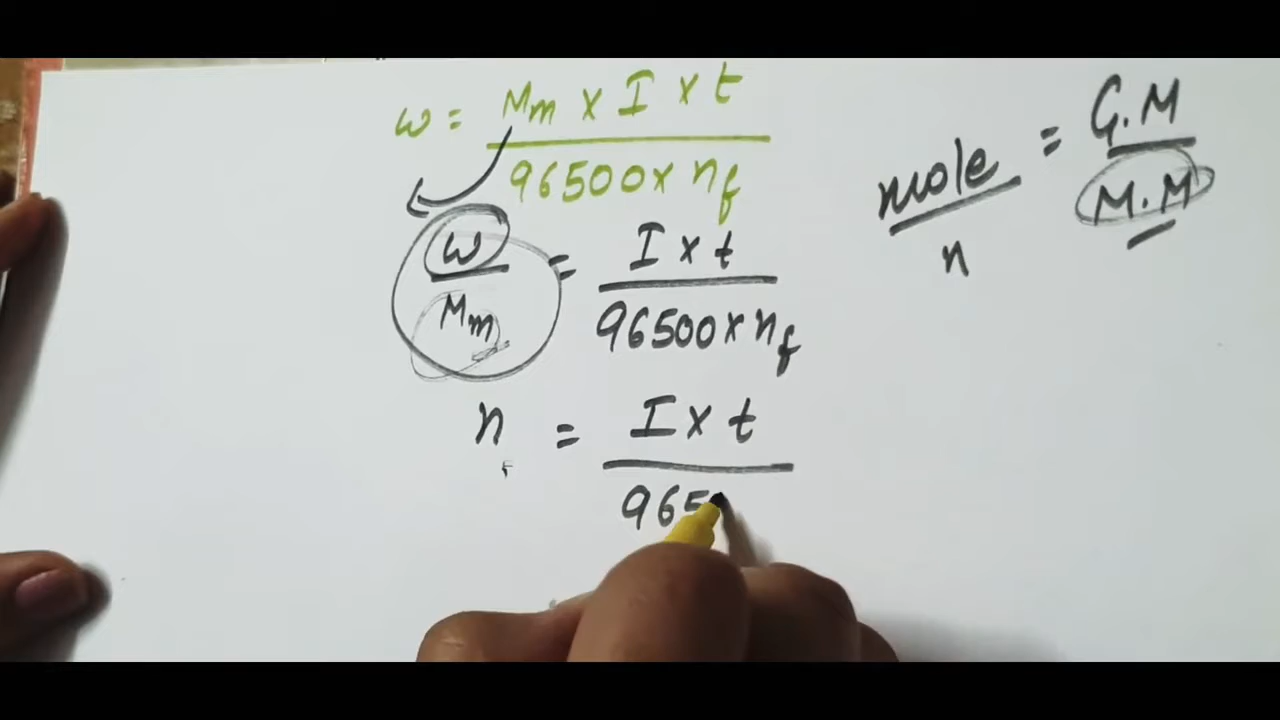 w = Mm x I x t
96500 x nf
w = I x t
Mm 96500 x nf
n = I x t
965
mole = G.M
n M.M